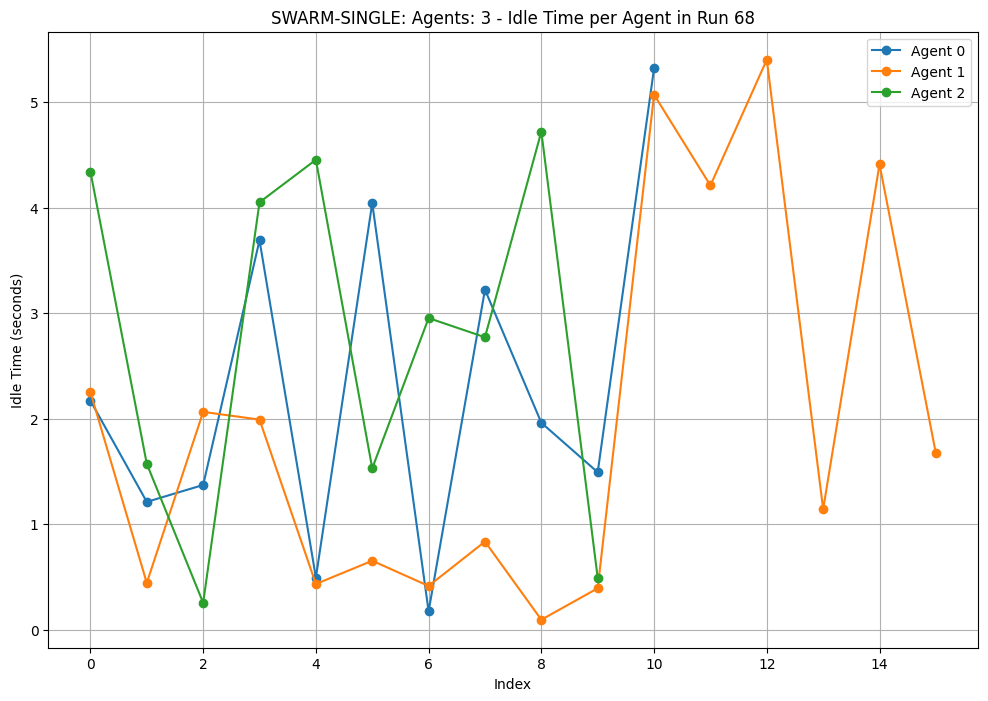 SWARM-SINGLE: Agents: 3 - Idle Time per Agent in Run 68
Agent 0
Agent 1
Agent 2
Idle Time (seconds)
5
4
3
2
1
0
0 2 4 6 8 10 12 14
Index